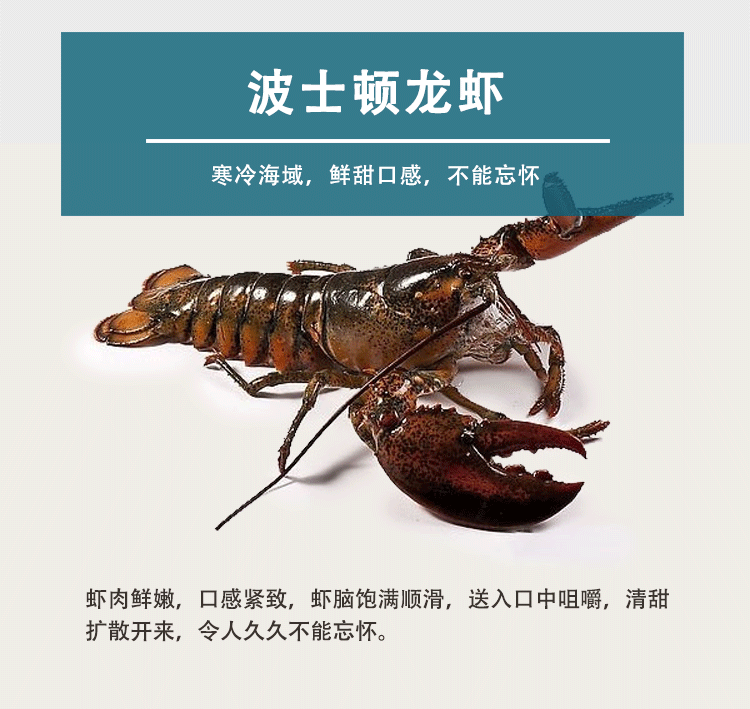 波士顿龙虾
寒冷海域，鲜甜口感，不能忘怀
虾肉鲜嫩，口感紧致，虾脑饱满顺滑，送入口中咀嚼，清甜
扩散开来，令人久久不能忘怀。